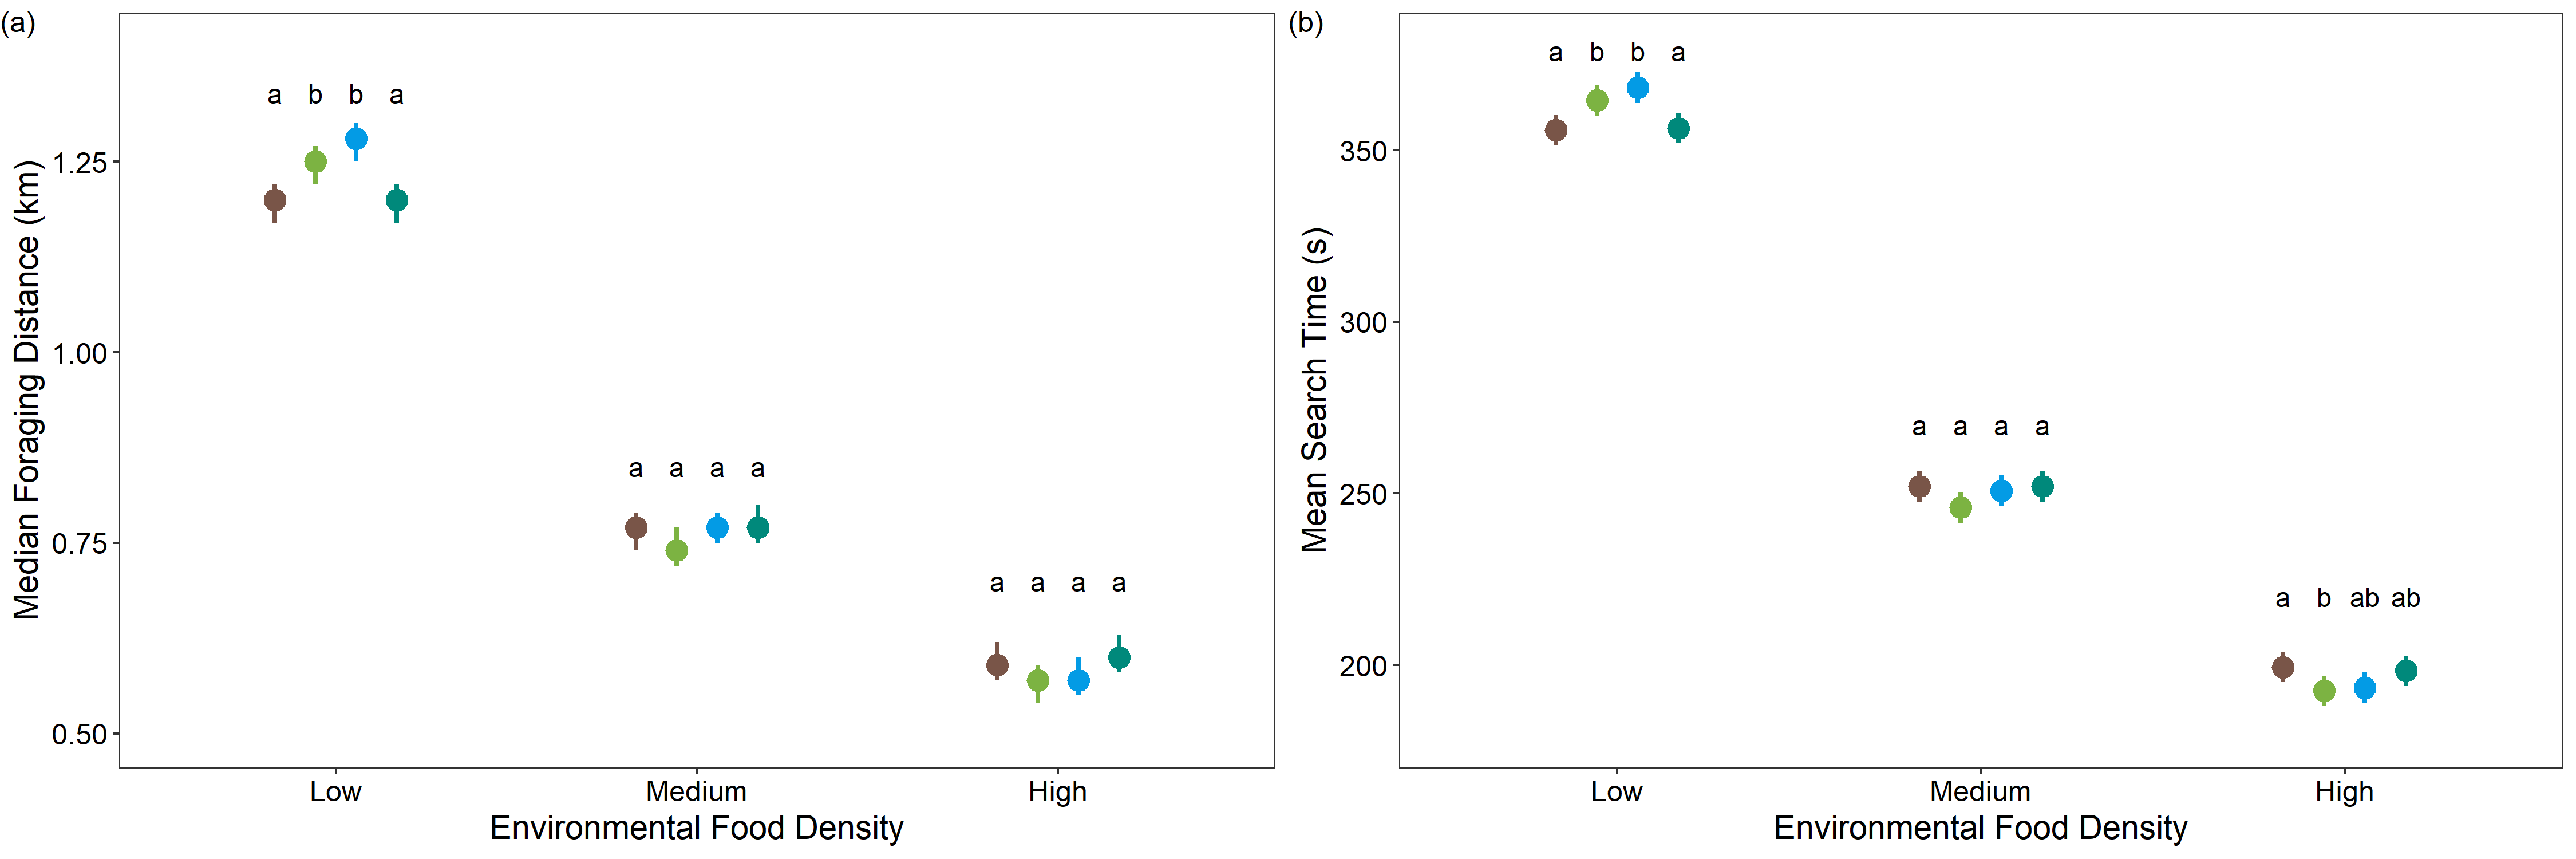 (a)
Median Foraging Distance (km)
1.25
1.00
0.75
0.50
a b b a
a a a a
a a a a
Low Medium High
Environmental Food Density
(b)
Mean Search Time (s)
350
300
250
200
a b b a
a a a a
a b ab ab
Low Medium High
Environmental Food Density